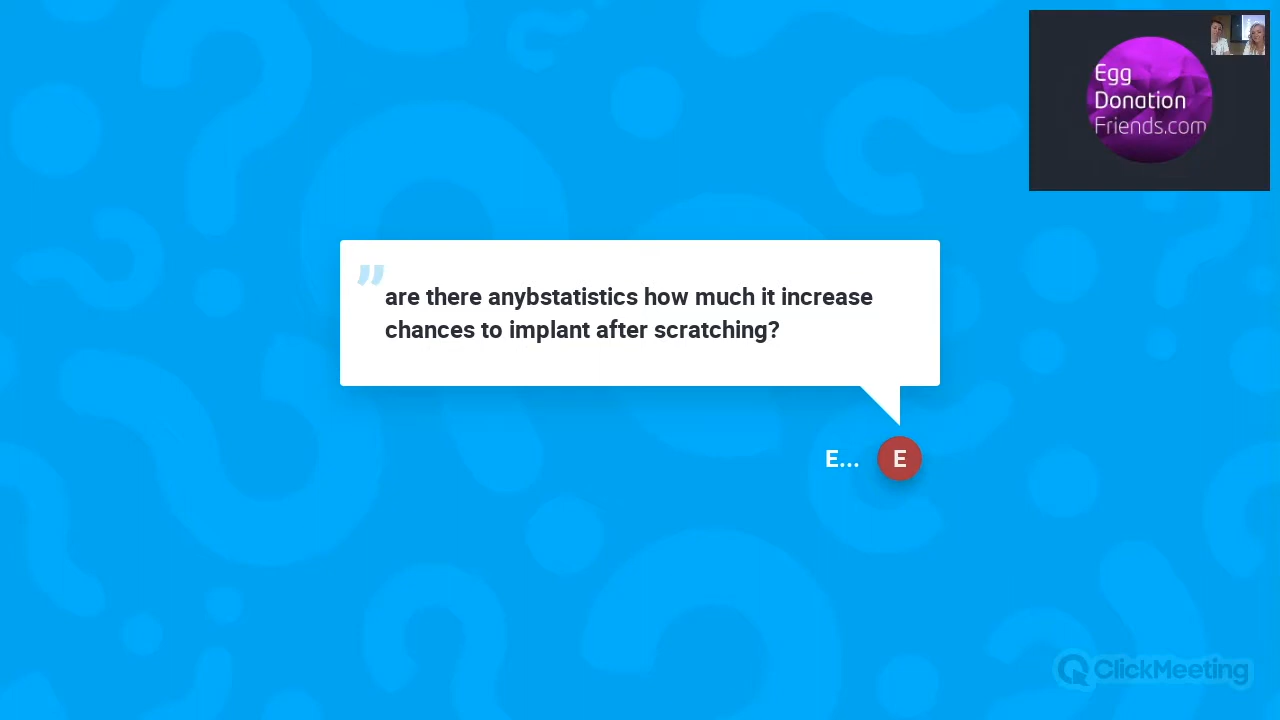 Egg
Donation
Friends.com
”
are there anybstatistics how much it increase
chances to implant after scratching?
E... E
ClickMeeting